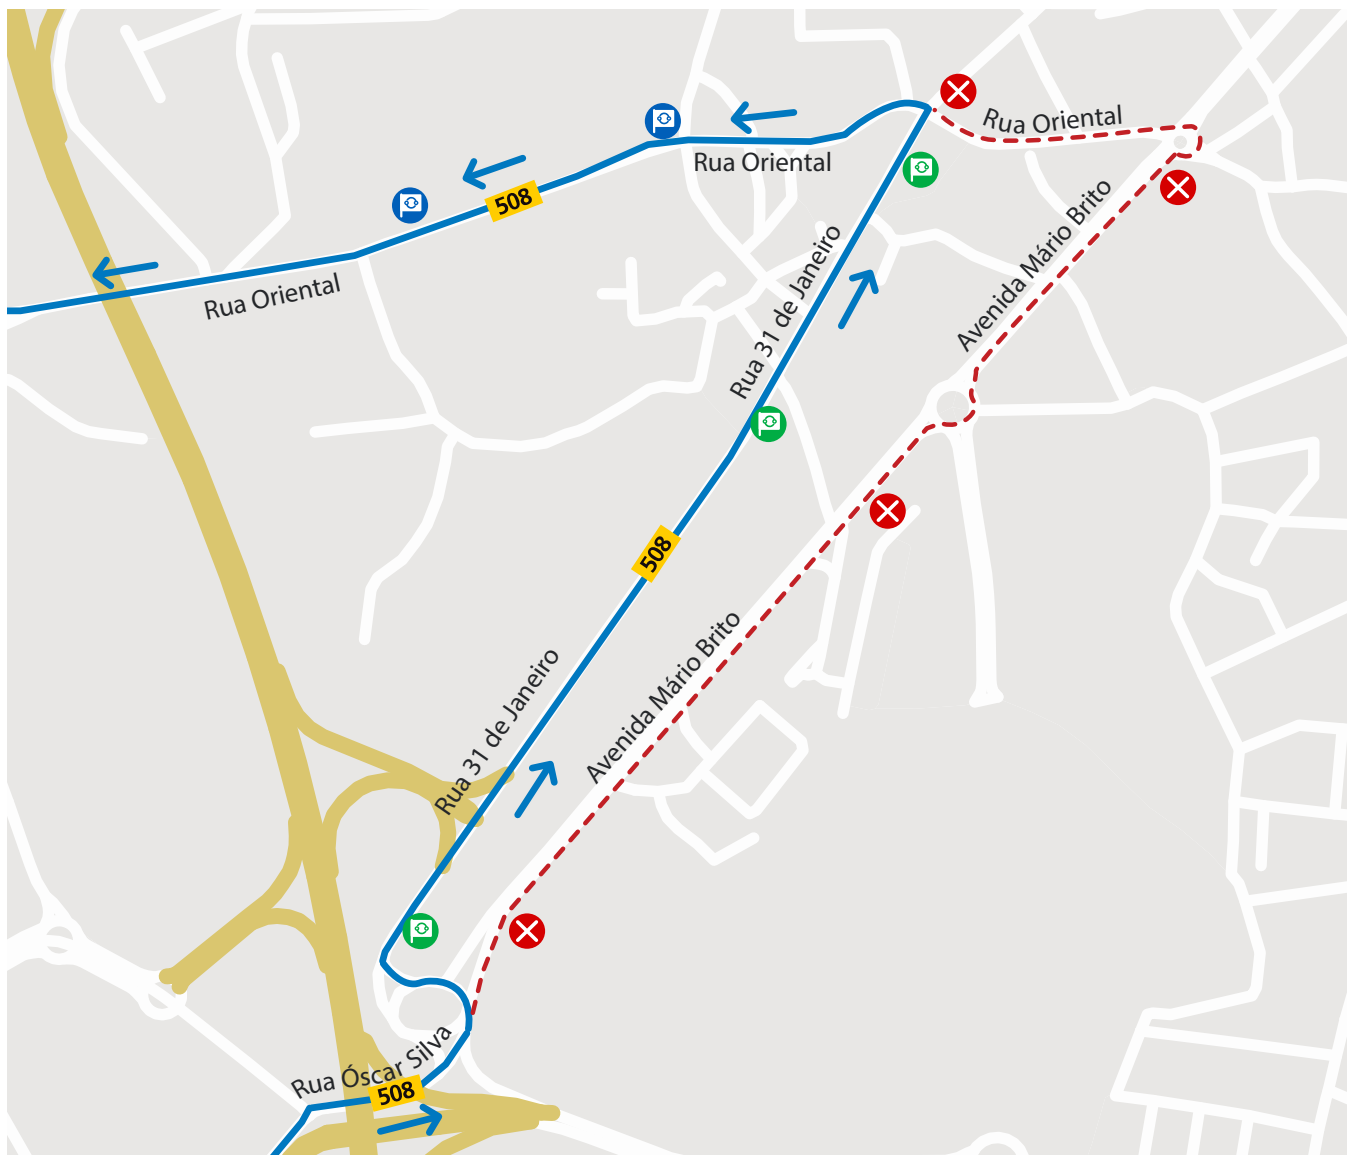 Rua Oriental
Rua Oriental
508
Avenida Mário Brito
Rua Oriental
Rua 31 de Janeiro
508
Avenida Mário Brito
Rua 31 de Janeiro
Rua Óscar Silva
508